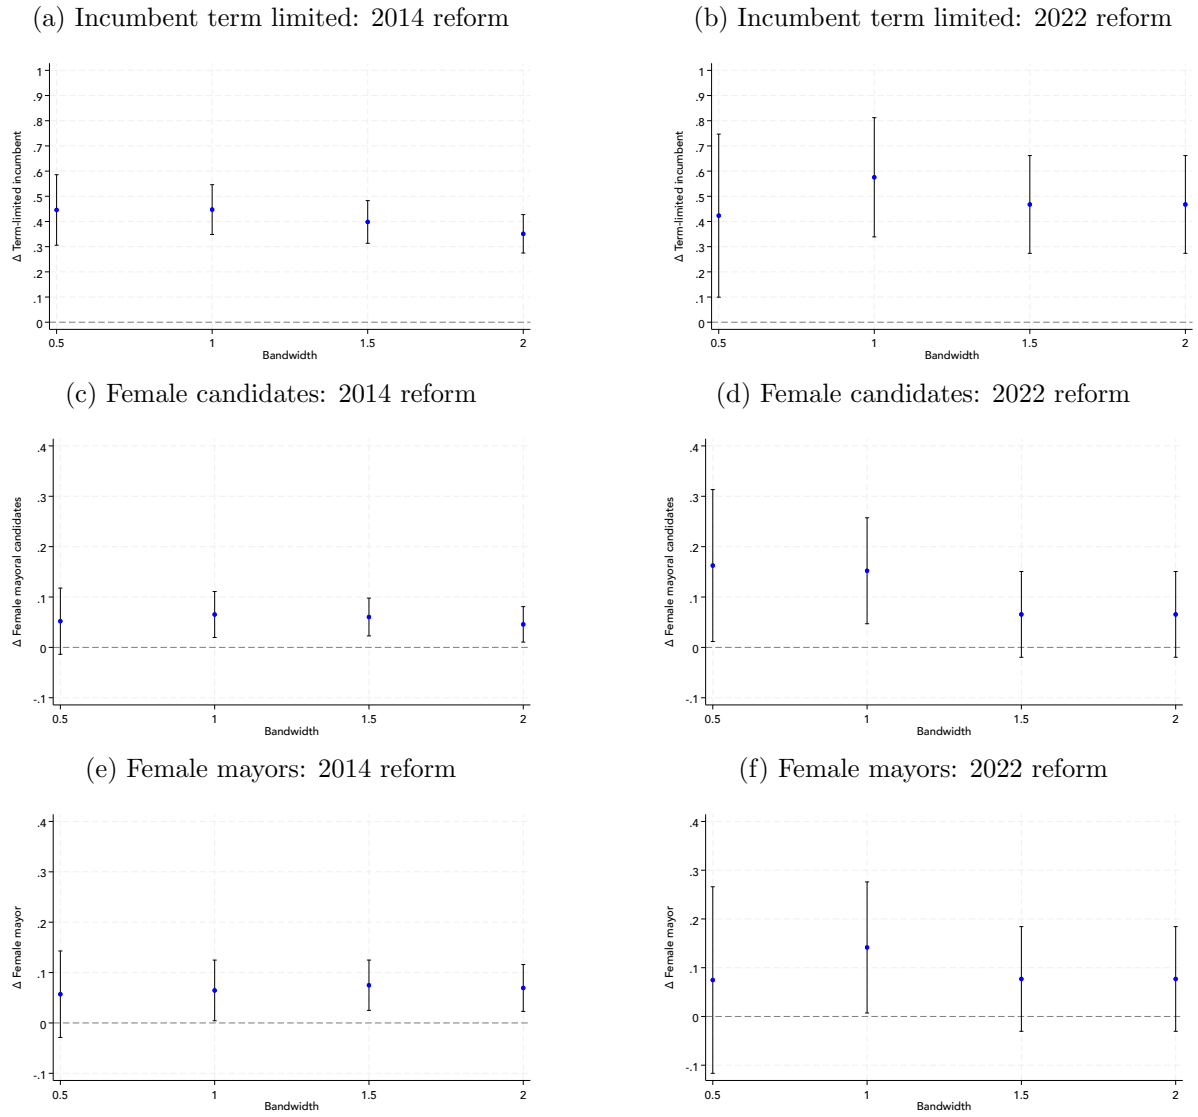 (a) Incumbent term limited: 2014 reform
Δ Term-limited incumbent
1
.9
.8
.7
.6
.5
.4
.3
.2
.1
0
0.5 1 1.5 2
Bandwidth
(b) Incumbent term limited: 2022 reform
Δ Term-limited incumbent
1
.9
.8
.7
.6
.5
.4
.3
.2
.1
0
0.5 1 1.5 2
Bandwidth
(c) Female candidates: 2014 reform
Δ Female mayoral candidates
.4
.3
.2
.1
0
-.1
0.5 1 1.5 2
Bandwidth
(d) Female candidates: 2022 reform
Δ Female mayoral candidates
.4
.3
.2
.1
0
-.1
0.5 1 1.5 2
Bandwidth
(e) Female mayors: 2014 reform
Δ Female mayor
.4
.3
.2
.1
0
-.1
0.5 1 1.5 2
Bandwidth
(f) Female mayors: 2022 reform
Δ Female mayor
.4
.3
.2
.1
0
-.1
0.5 1 1.5 2
Bandwidth